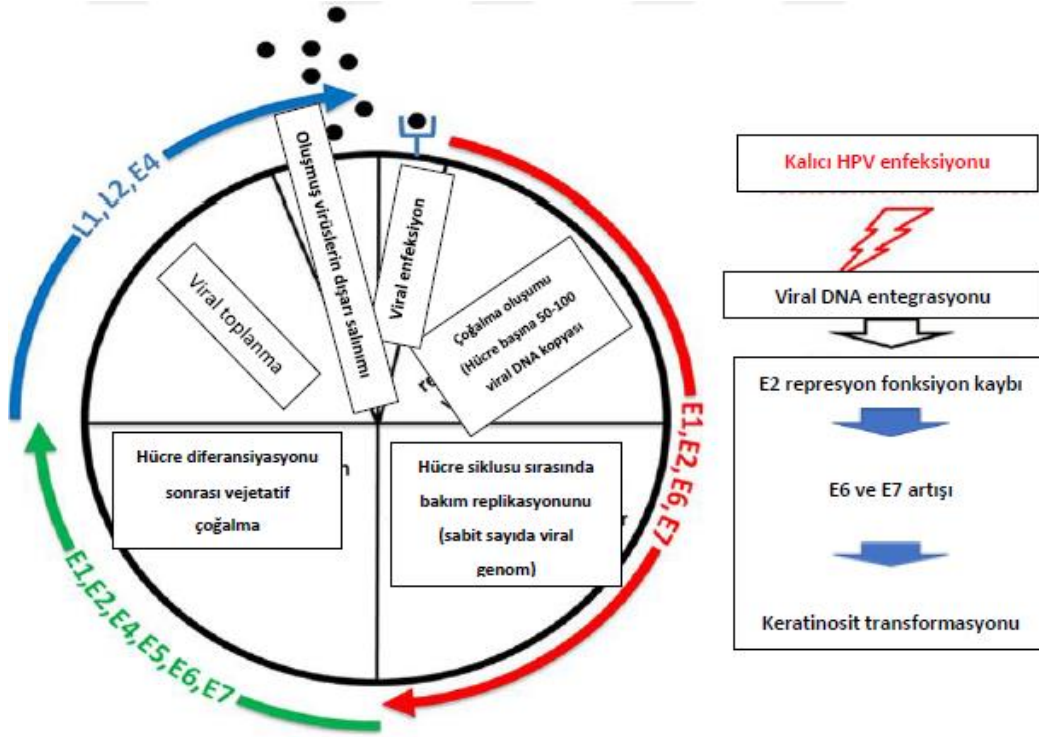 L1, L2, E4
Oluşmuş virüslerin dışarı salınımı
Viral enfeksiyon
Viral toplanma
Çoğalma oluşumu
(Hücre başına 50-100
viral DNA kopyası
re
E1,E2,E6,E7
Hücre diferansiyasyonu
sonrası vejetatif
çoğalma
n
Hücre siklusu sırasında
bakım replikasyonunu
(sabit sayıda viral
genom)
r
E1,E2,E4,E5,E6,E7
Kalıcı HPV enfeksiyonu
Viral DNA entegrasyonu
E2 represyon fonksiyon kaybı
E6 ve E7 artışı
Keratinosit transformasyonu